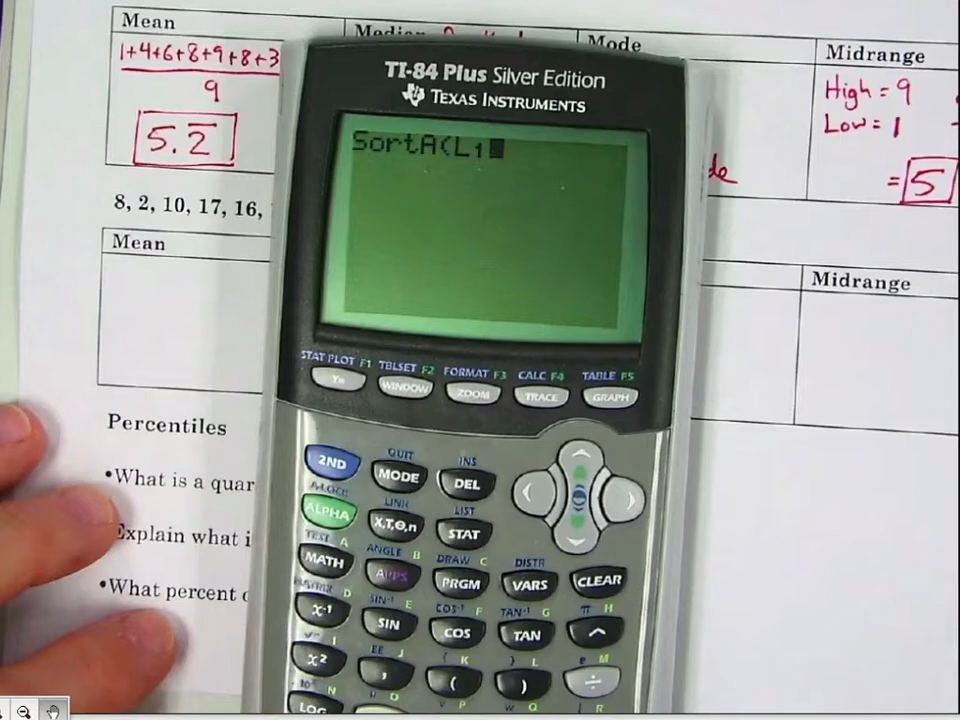 Mean
Mode
Midrange
1+4+6+8+9+8+3
9
5.2̅
High = 9
Low = 1
= 5
8, 2, 10, 17, 16,
Mean
Midrange
Percentiles
•What is a quar
Explain what i
•What percent
TI-84 Plus Silver Edition
TEXAS INSTRUMENTS
SortA(L₁
STAT PLOT F1 TBLSET F2 FORMAT F3 CALC F4 TABLE F5
Y= WINDOW ZOOM TRACE GRAPH
QUIT INS
2ND MODE DEL
A-LOCK LINK LIST
ALPHA X,T,Θ,n STAT
TEST A ANGLE B DRAW C DISTR
MATH APPS PRGM VARS CLEAR
MATRIX D SIN⁻¹ E COS⁻¹ F TAN⁻¹ G π H
x⁻¹ SIN COS TAN ^
√ I EE J { K } L e M
x² , ( ) ÷
10ˣ N u O v P w Q [ R
LOG